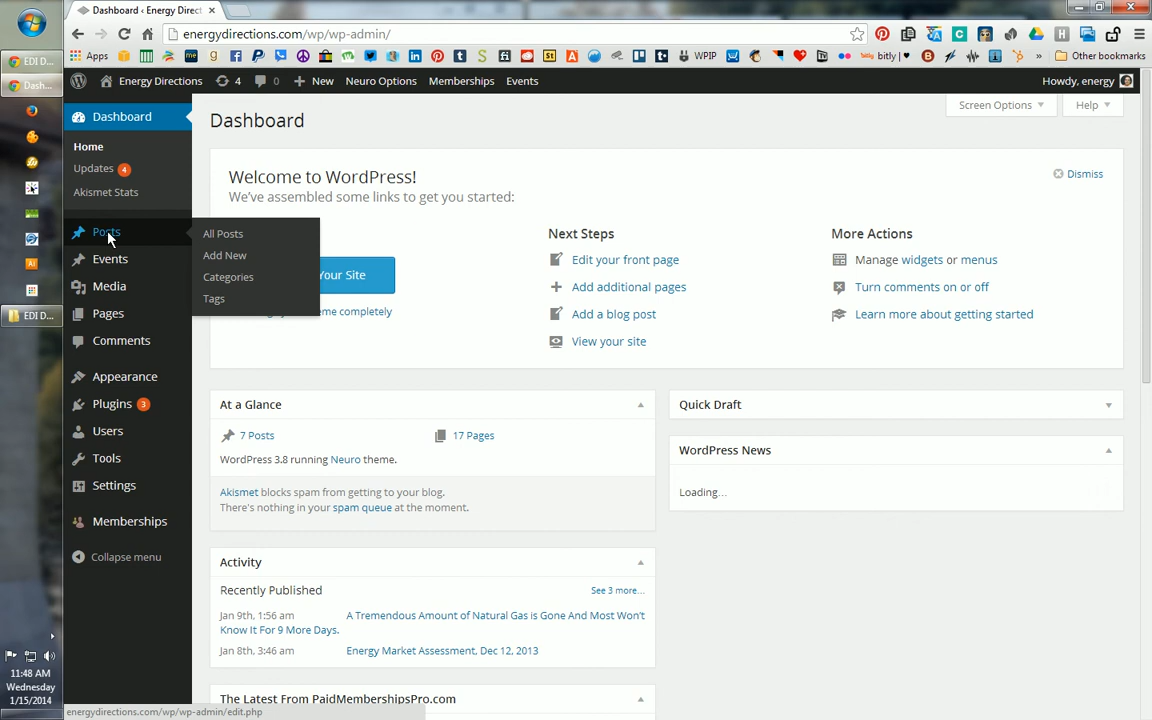 Dashboard ‹ Energy Direct
energydirections.com/wp/wp-admin/
Apps
WPIP
bitly | ♥
Other bookmarks
Energy Directions
4
0
New
Neuro Options
Memberships
Events
Howdy, energy
EDI D...
Dash...
EDI D...
11:48 AM
Wednesday
1/15/2014
Dashboard
Home
Updates 4
Akismet Stats
Posts
Events
Media
Pages
Comments
Appearance
Plugins 3
Users
Tools
Settings
Memberships
Collapse menu
All Posts
Add New
Categories
Tags
Dashboard
Screen Options
Help
Welcome to WordPress!
We've assembled some links to get you started:
Dismiss
Your Site
completely
Next Steps
Edit your front page
Add additional pages
Add a blog post
View your site
More Actions
Manage widgets or menus
Turn comments on or off
Learn more about getting started
At a Glance
7 Posts
17 Pages
WordPress 3.8 running Neuro theme.
Akismet blocks spam from getting to your blog.
There's nothing in your spam queue at the moment.
Activity
Recently Published
See 3 more...
Jan 9th, 1:56 am
A Tremendous Amount of Natural Gas is Gone And Most Won't
Know It For 9 More Days.
Jan 8th, 3:46 am
Energy Market Assessment, Dec 12, 2013
The Latest From PaidMembershipsPro.com
Quick Draft
WordPress News
Loading...
energydirections.com/wp/wp-admin/edit.php